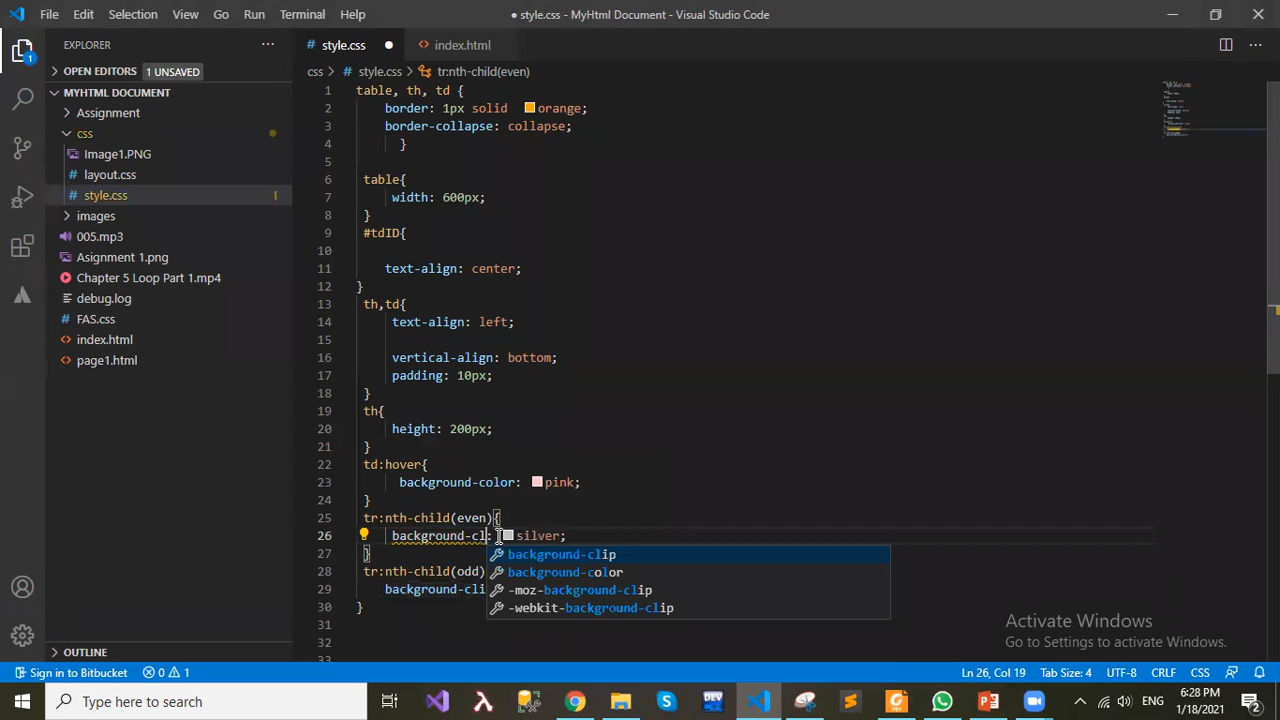 File Edit Selection View Go Run Terminal Help
● style.css - MyHtml Document - Visual Studio Code
EXPLORER ···
OPEN EDITORS 1 UNSAVED
MYHTML DOCUMENT
Assignment
css
Image1.PNG
# layout.css
# style.css 1
images
005.mp3
Asignment 1.png
Chapter 5 Loop Part 1.mp4
debug.log
# FAS.css
<> index.html
<> page1.html
OUTLINE
# style.css ● <> index.html
css > # style.css > tr:nth-child(even)
1 table, th, td {
2 border: 1px solid orange;
3 border-collapse: collapse;
4 }
5
6 table{
7 width: 600px;
8 }
9 #tdID{
10
11 text-align: center;
12 }
13 th,td{
14 text-align: left;
15
16 vertical-align: bottom;
17 padding: 10px;
18 }
19 th{
20 height: 200px;
21 }
22 td:hover{
23 background-color: pink;
24 }
25 tr:nth-child(even){
26 background-cl: silver;
27 }
28 tr:nth-child(odd)
29 background-cli
30 }
31
32
33
background-clip
background-color
-moz-background-clip
-webkit-background-clip
Activate Windows
Go to Settings to activate Windows.
Sign in to Bitbucket 0 1 Ln 26, Col 19 Tab Size: 4 UTF-8 CRLF CSS
Type here to search
DEV
ENG
6:28 PM
1/18/2021
2